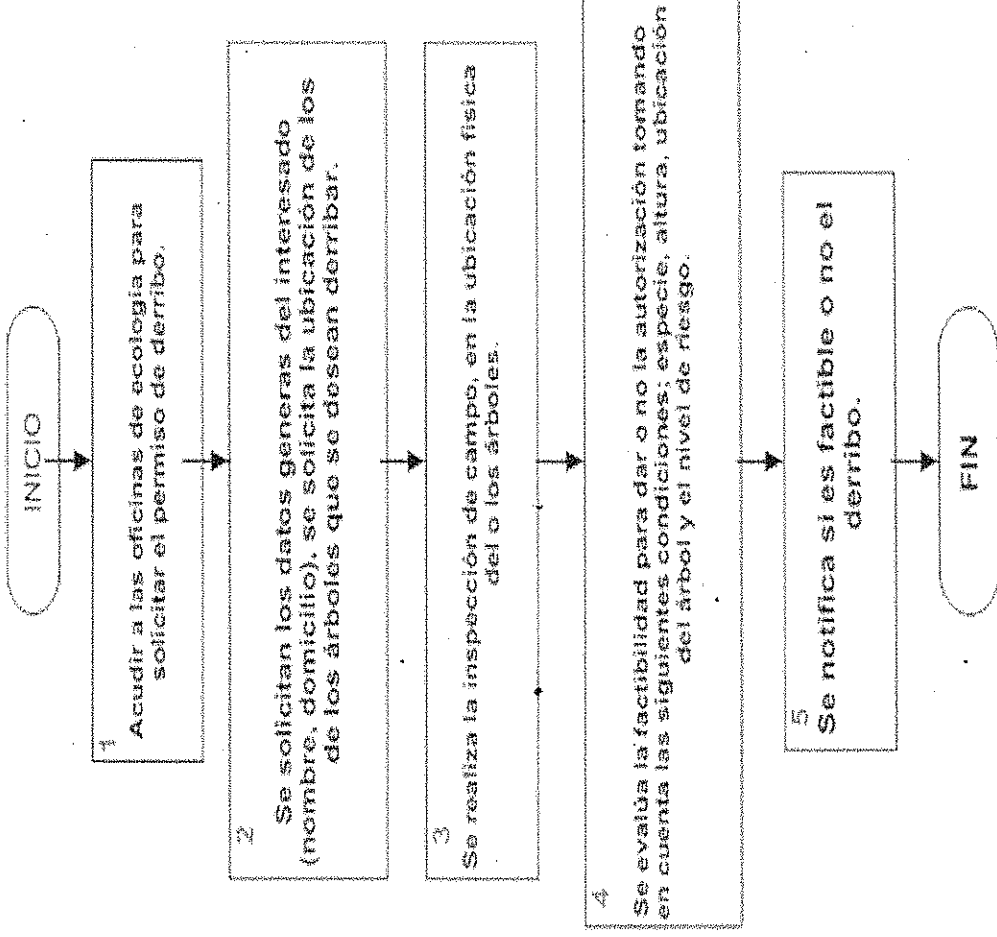 INICIO
1
Acudir a las oficinas de ecología para
solicitar el permiso de derribo.
2
Se solicitan los datos generas del interesado
(nombre, domicilio), se solicita la ubicación de los
de los árboles que se desean derribar.
3
Se realiza la inspección de campo, en la ubicación física
del o los árboles.
4
Se evalúa la factibilidad para dar o no la autorización tomando
en cuenta las siguientes condiciones; especie, altura, ubicación
del árbol y el nivel de riesgo.
5
Se notifica si es factible o no el
derribo.
FIN